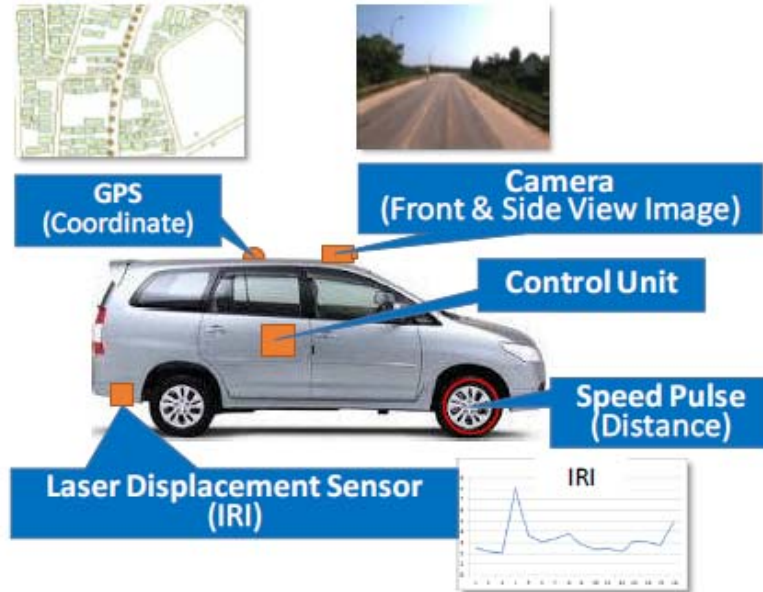 GPS
(Coordinate)
Camera
(Front & Side View Image)
Control Unit
Speed Pulse
(Distance)
Laser Displacement Sensor
(IRI)
IRI